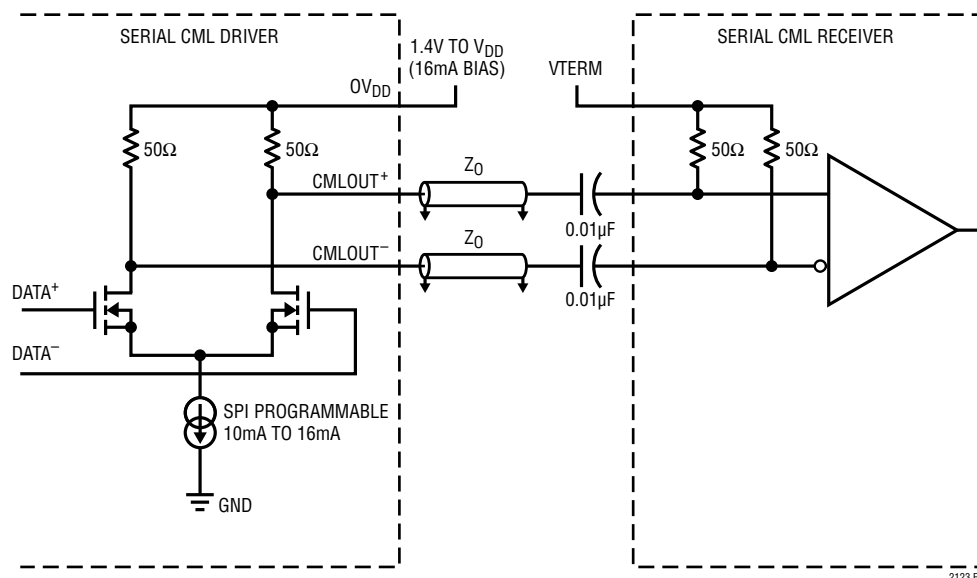 SERIAL CML DRIVER
1.4V TO VDD
(16mA BIAS)
SERIAL CML RECEIVER
OVDD
VTERM
50Ω
50Ω
50Ω
50Ω
CMLOUT+
Z0
0.01µF
CMLOUT−
Z0
0.01µF
DATA+
DATA−
SPI PROGRAMMABLE
10mA TO 16mA
GND